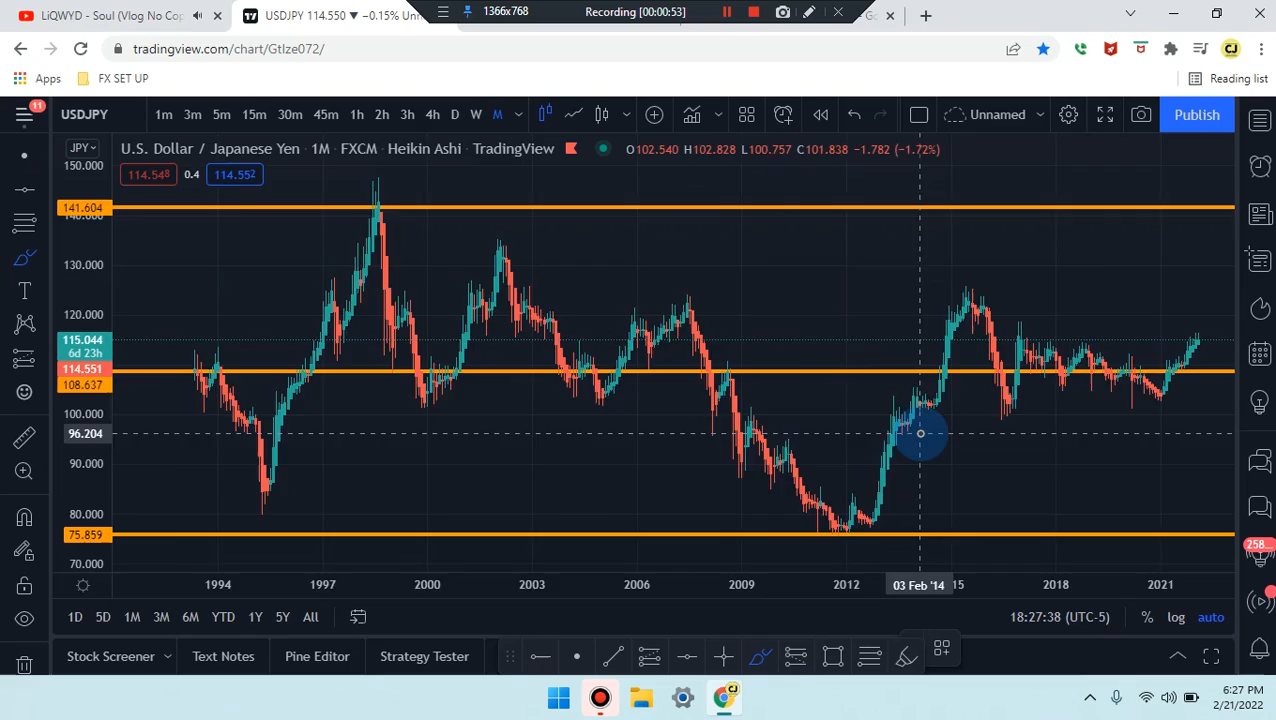 LiQWYD - Soul (Vlog No Cop
USDJPY 114.550 ▼ −0.15% Unn
1366x768
Recording [00:00:53]
tradingview.com/chart/GtIze072/
CJ
Apps
FX SET UP
Reading list
11
USDJPY
1m 3m 5m 15m 30m 45m 1h 2h 3h 4h D W M
Unnamed
Publish
JPY
U.S. Dollar / Japanese Yen · 1M · FXCM · Heikin Ashi · TradingView
O102.540 H102.828 L100.757 C101.838 −1.782 (−1.72%)
150.000
114.548 0.4 114.552
141.604
140.000
130.000
120.000
115.044
6d 23h
114.551
108.637
100.000
96.204
90.000
80.000
75.859
70.000
258...
1994 1997 2000 2003 2006 2009 2012 03 Feb '14 15 2018 2021
1D 5D 1M 3M 6M YTD 1Y 5Y All
18:27:38 (UTC-5)
% log auto
Stock Screener Text Notes Pine Editor Strategy Tester
CJ
6:27 PM
2/21/2022